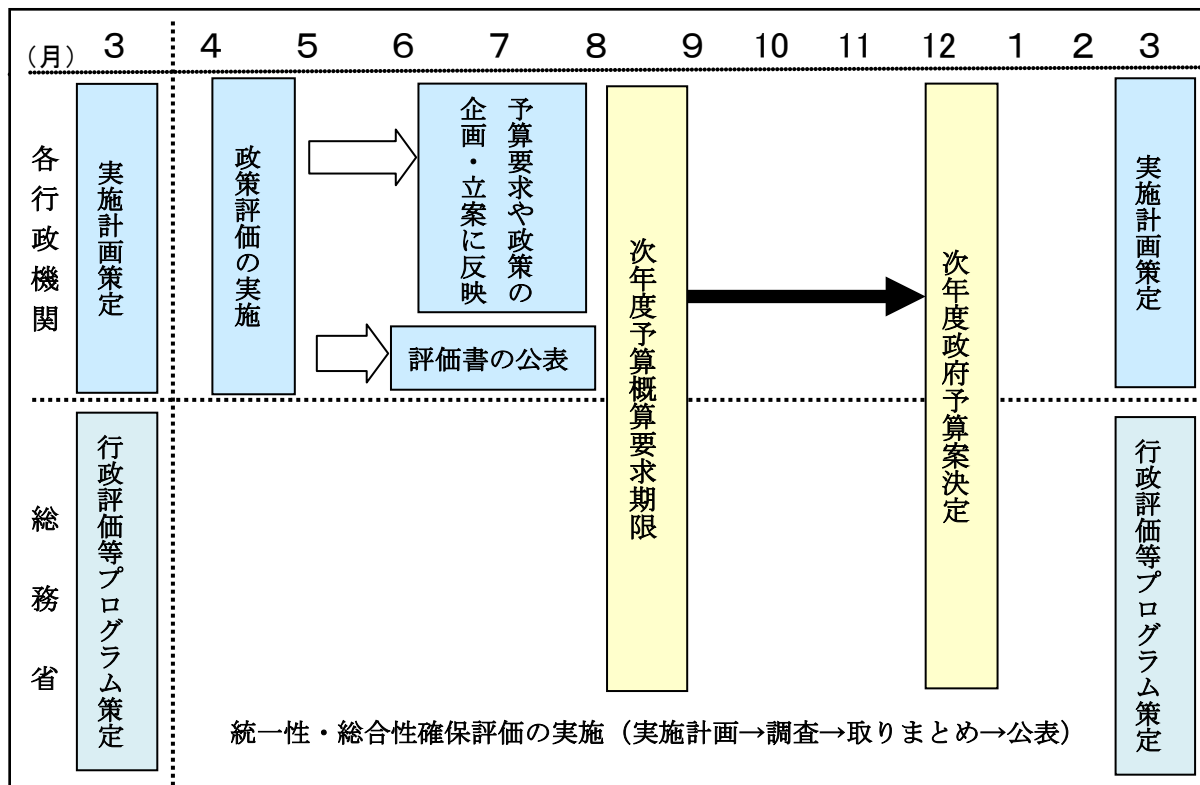 (月) 3 4 5 6 7 8 9 10 11 12 1 2 3
各行政機関
実施計画策定
政策評価の実施
予算要求や政策の
企画・立案に反映
評価書の公表
次年度予算概算要求期限
次年度政府予算案決定
実施計画策定
総務省
行政評価等プログラム策定
行政評価等プログラム策定
統一性・総合性確保評価の実施（実施計画→調査→取りまとめ→公表）